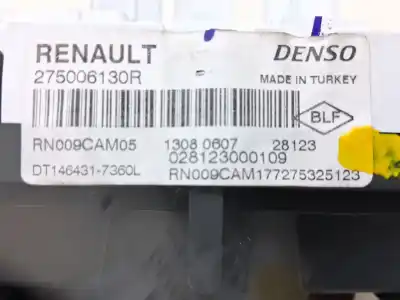 RENAULT
DENSO
275006130R
MADE IN TURKEY
BLF
RN009CAM05
1308 0607
28123
028123000109
DT146431-7360L
RN009CAM177275325123